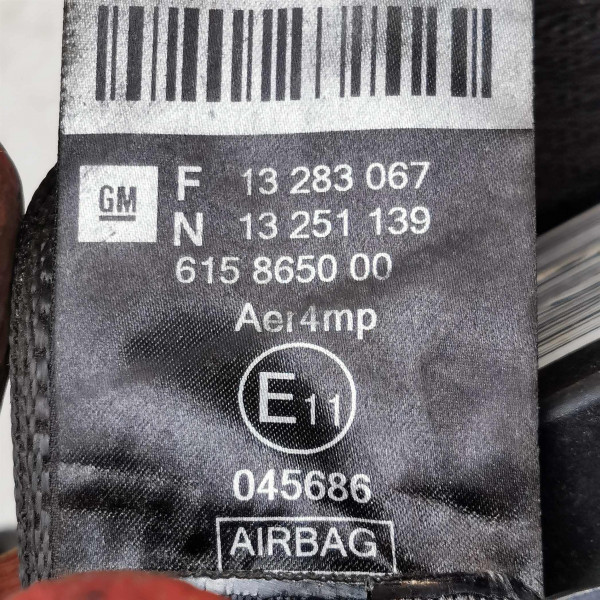 GM F 13 283 067
N 13 251 139
615 8650 00
Aer4mp
E11
045686
AIRBAG